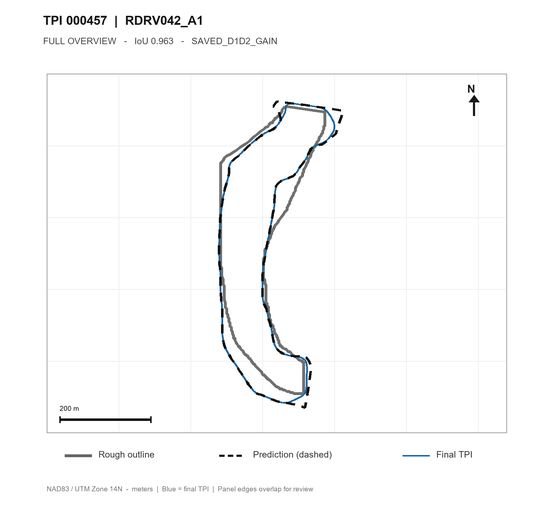 TPI 000457 | RDRV042_A1
FULL OVERVIEW - IoU 0.963 - SAVED_D1D2_GAIN
N
200 m
Rough outline Prediction (dashed) Final TPI
NAD83 / UTM Zone 14N - meters | Blue = final TPI | Panel edges overlap for review